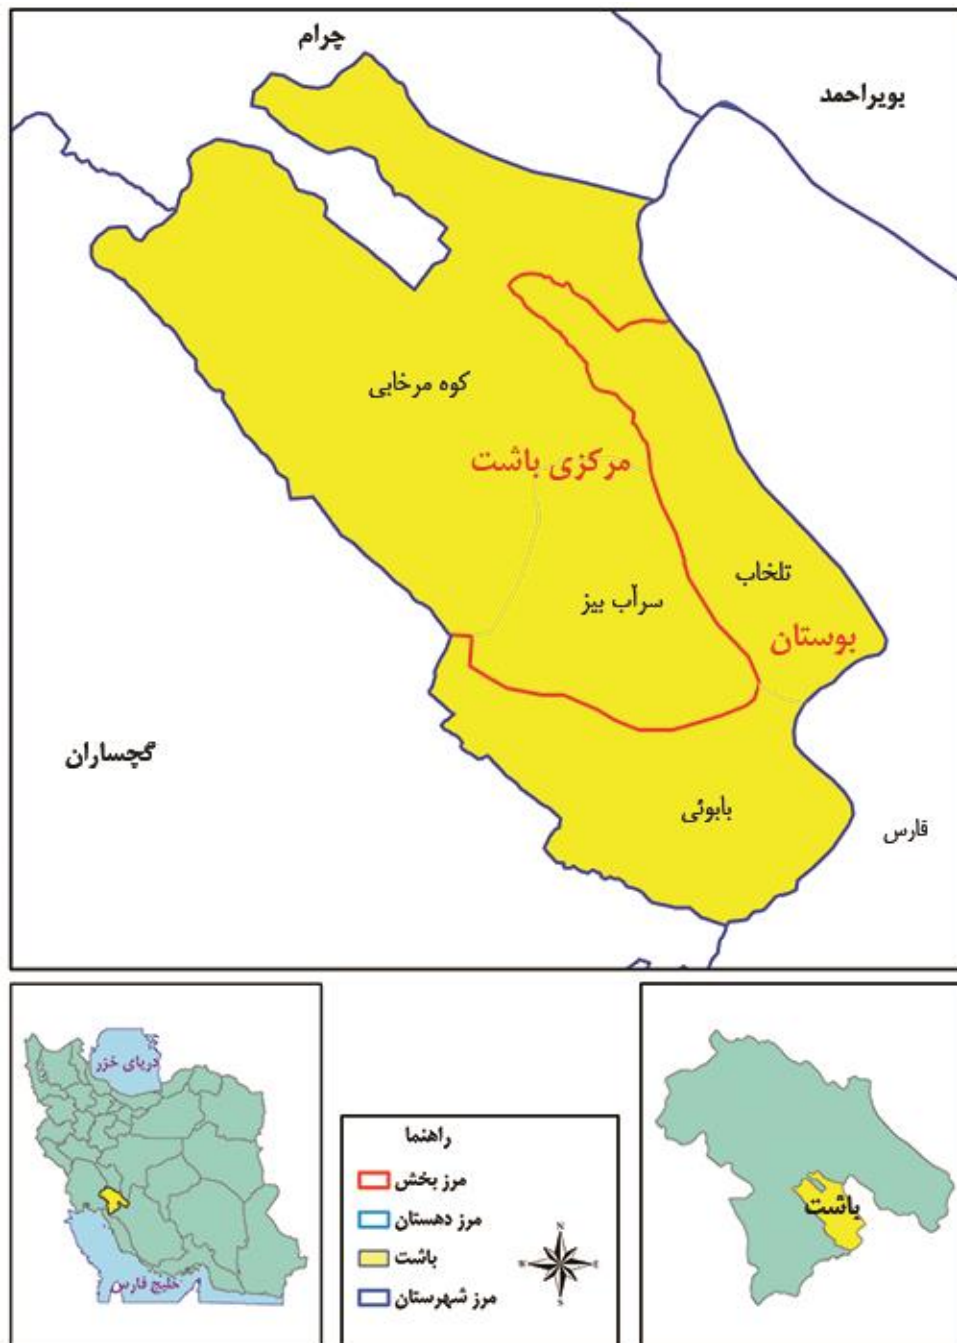 چرام
بویراحمد
کوه مرخابی
مرکزی باشت
تلخاب
سرآب بیز
بوستان
گچساران
بابوئی
فارس
دریای خزر
خلیج فارس
راهنما
مرز بخش
مرز دهستان
باشت
مرز شهرستان
N
W
E
S
باشت